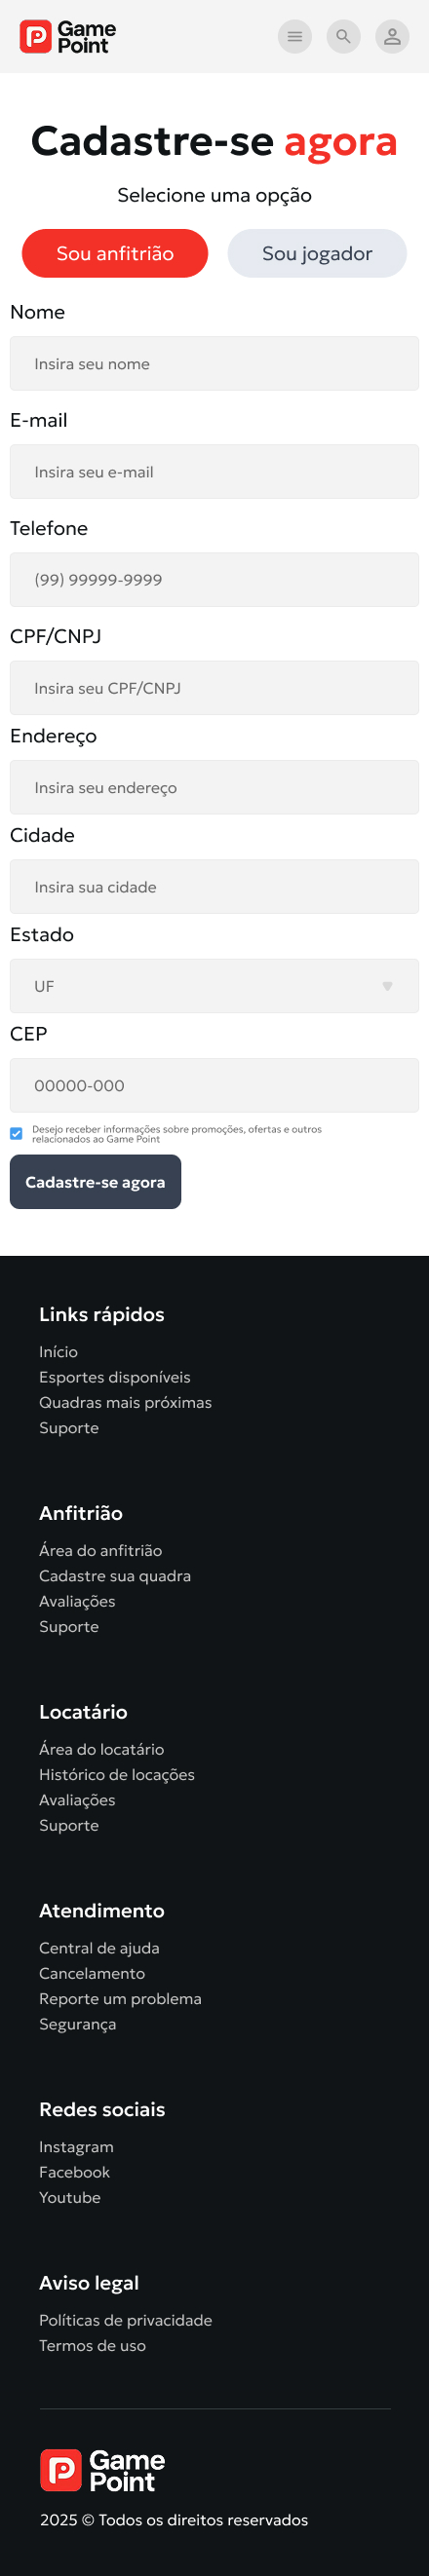 Game
Point
Cadastre-se agora
Selecione uma opção
Sou anfitrião
Sou jogador
Nome
Insira seu nome
E-mail
Insira seu e-mail
Telefone
(99) 99999-9999
CPF/CNPJ
Insira seu CPF/CNPJ
Endereço
Insira seu endereço
Cidade
Insira sua cidade
Estado
UF
CEP
00000-000
Desejo receber informações sobre promoções, ofertas e outros
relacionados ao Game Point
Cadastre-se agora
Links rápidos
Início
Esportes disponíveis
Quadras mais próximas
Suporte
Anfitrião
Área do anfitrião
Cadastre sua quadra
Avaliações
Suporte
Locatário
Área do locatário
Histórico de locações
Avaliações
Suporte
Atendimento
Central de ajuda
Cancelamento
Reporte um problema
Segurança
Redes sociais
Instagram
Facebook
Youtube
Aviso legal
Políticas de privacidade
Termos de uso
Game
Point
2025 © Todos os direitos reservados